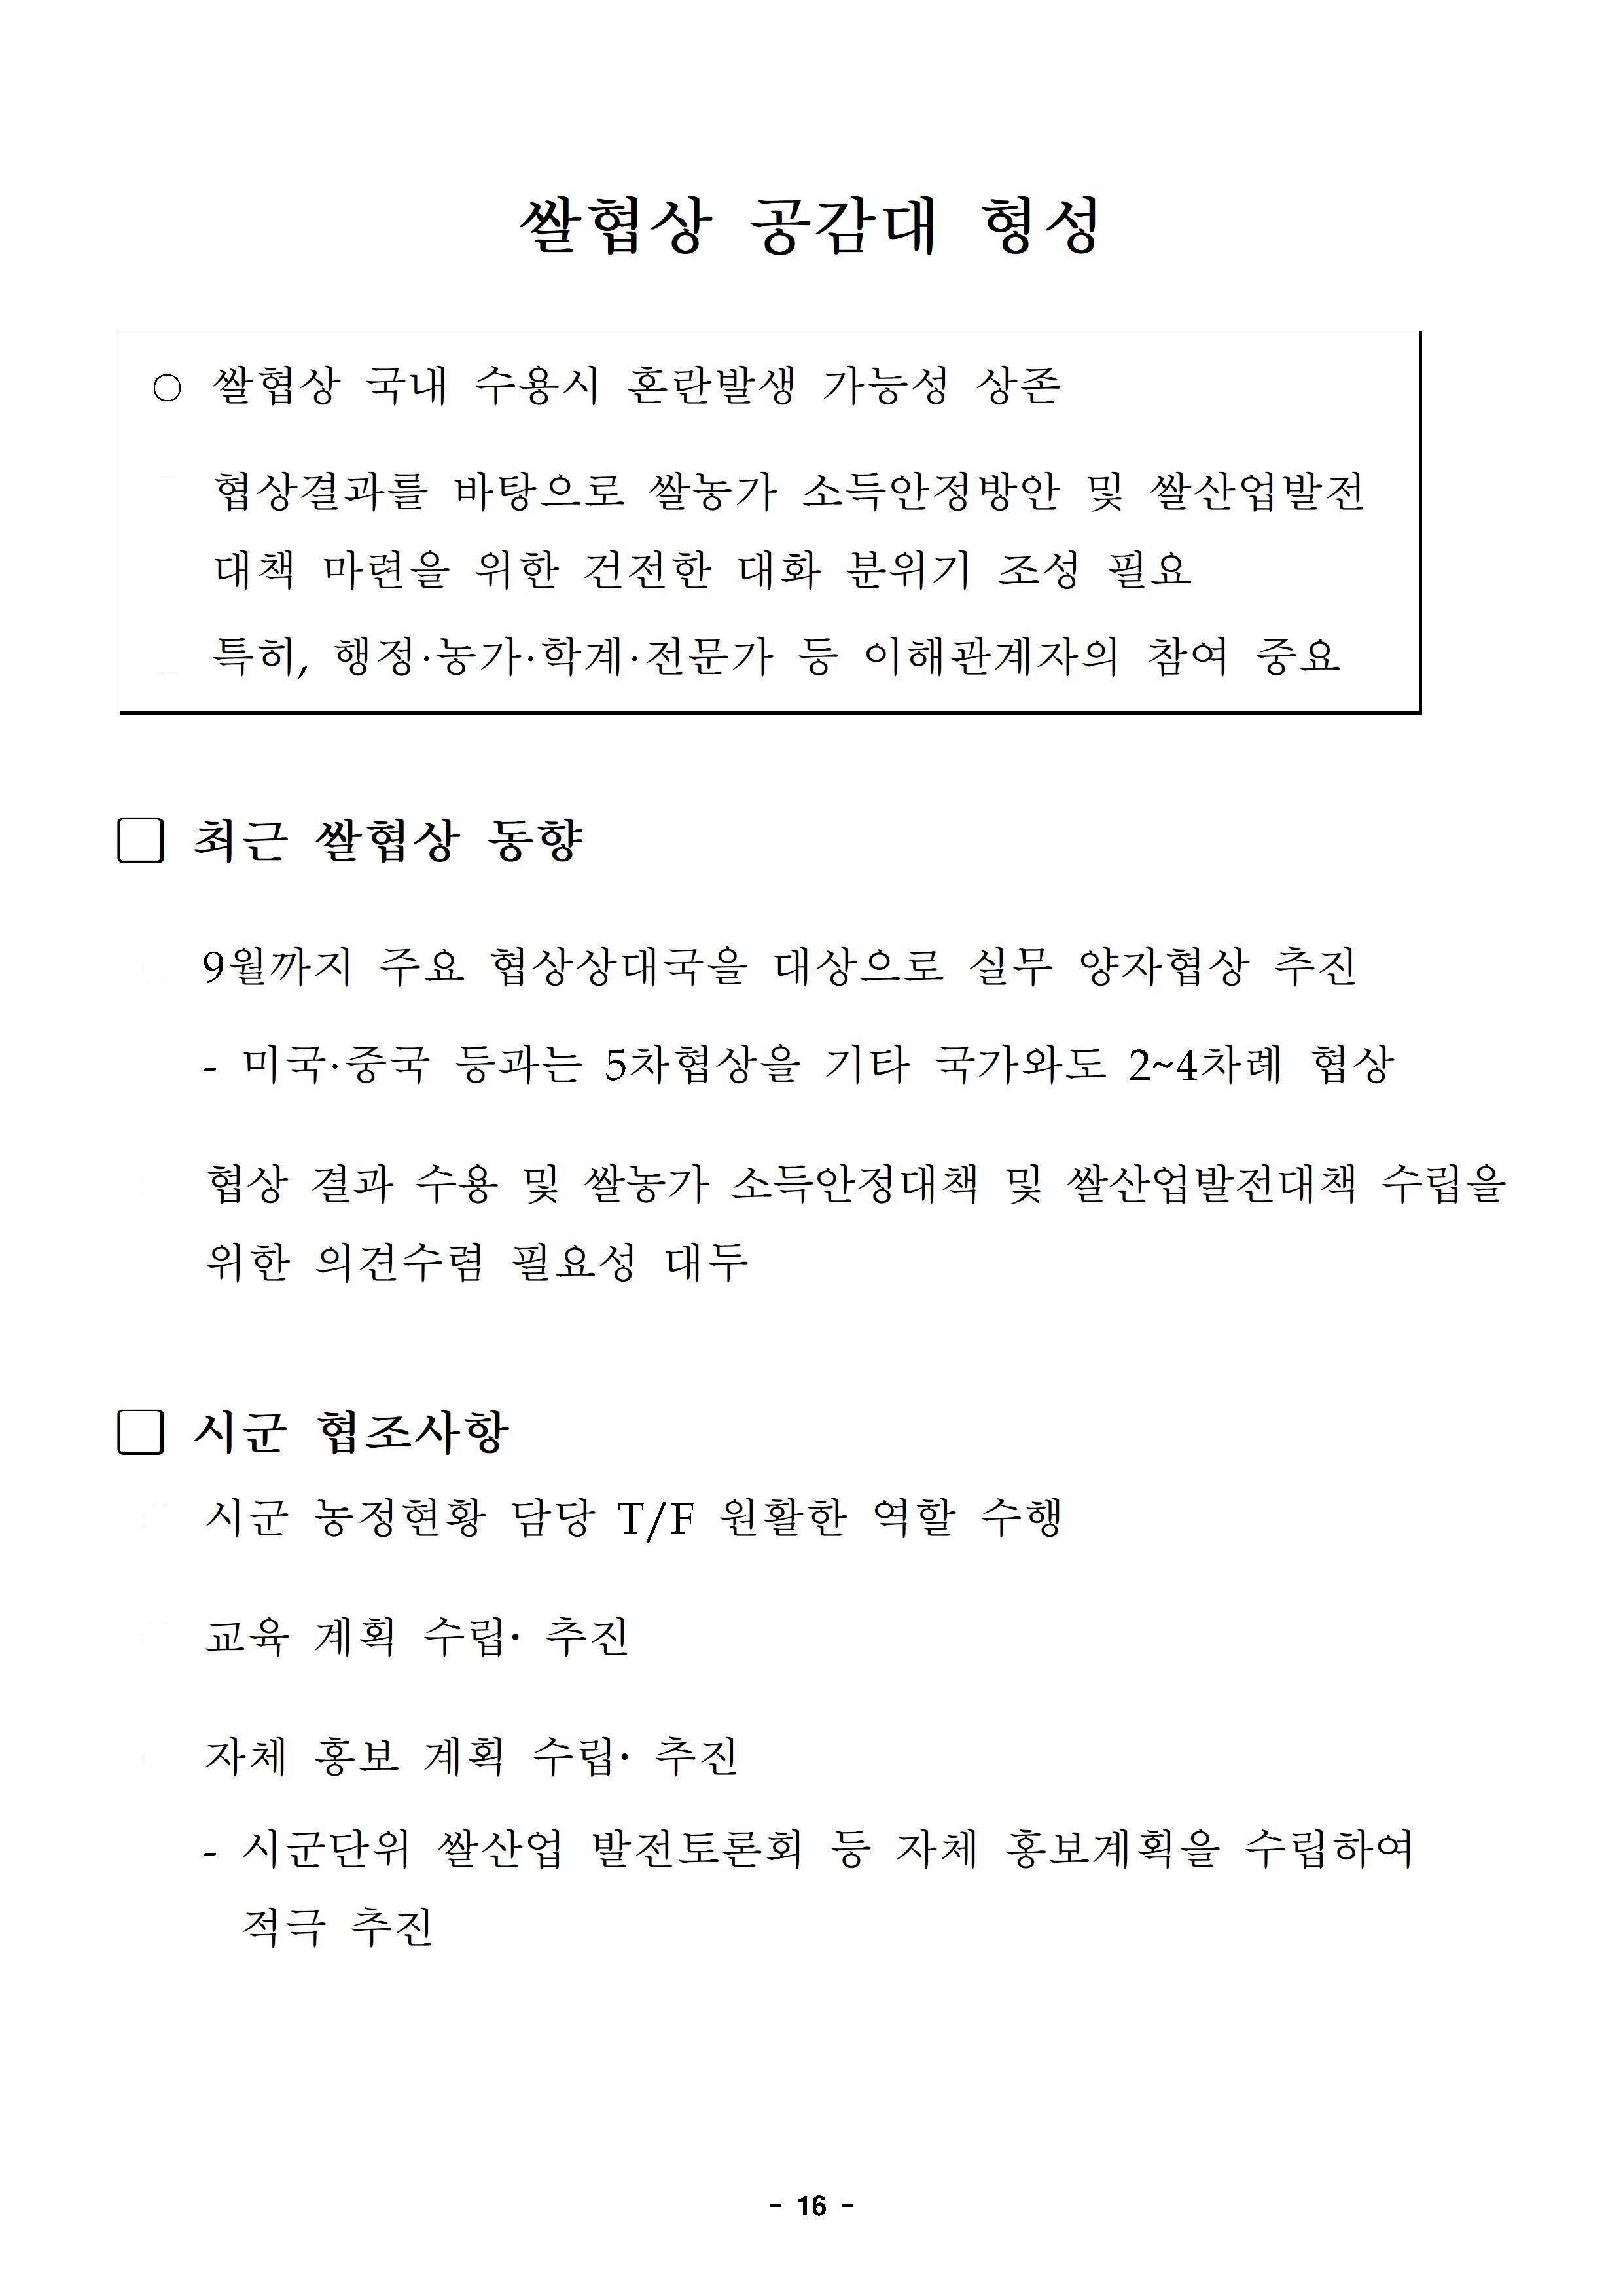 쌀협상 공감대 형성
○ 쌀협상 국내 수용시 혼란발생 가능성 상존
협상결과를 바탕으로 쌀농가 소득안정방안 및 쌀산업발전
대책 마련을 위한 건전한 대화 분위기 조성 필요
특히, 행정·농가·학계·전문가 등 이해관계자의 참여 중요
□ 최근 쌀협상 동향
9월까지 주요 협상상대국을 대상으로 실무 양자협상 추진
- 미국·중국 등과는 5차협상을 기타 국가와도 2~4차례 협상
협상 결과 수용 및 쌀농가 소득안정대책 및 쌀산업발전대책 수립을
위한 의견수렴 필요성 대두
□ 시군 협조사항
시군 농정현황 담당 T/F 원활한 역할 수행
교육 계획 수립· 추진
자체 홍보 계획 수립· 추진
- 시군단위 쌀산업 발전토론회 등 자체 홍보계획을 수립하여
적극 추진
- 16 -